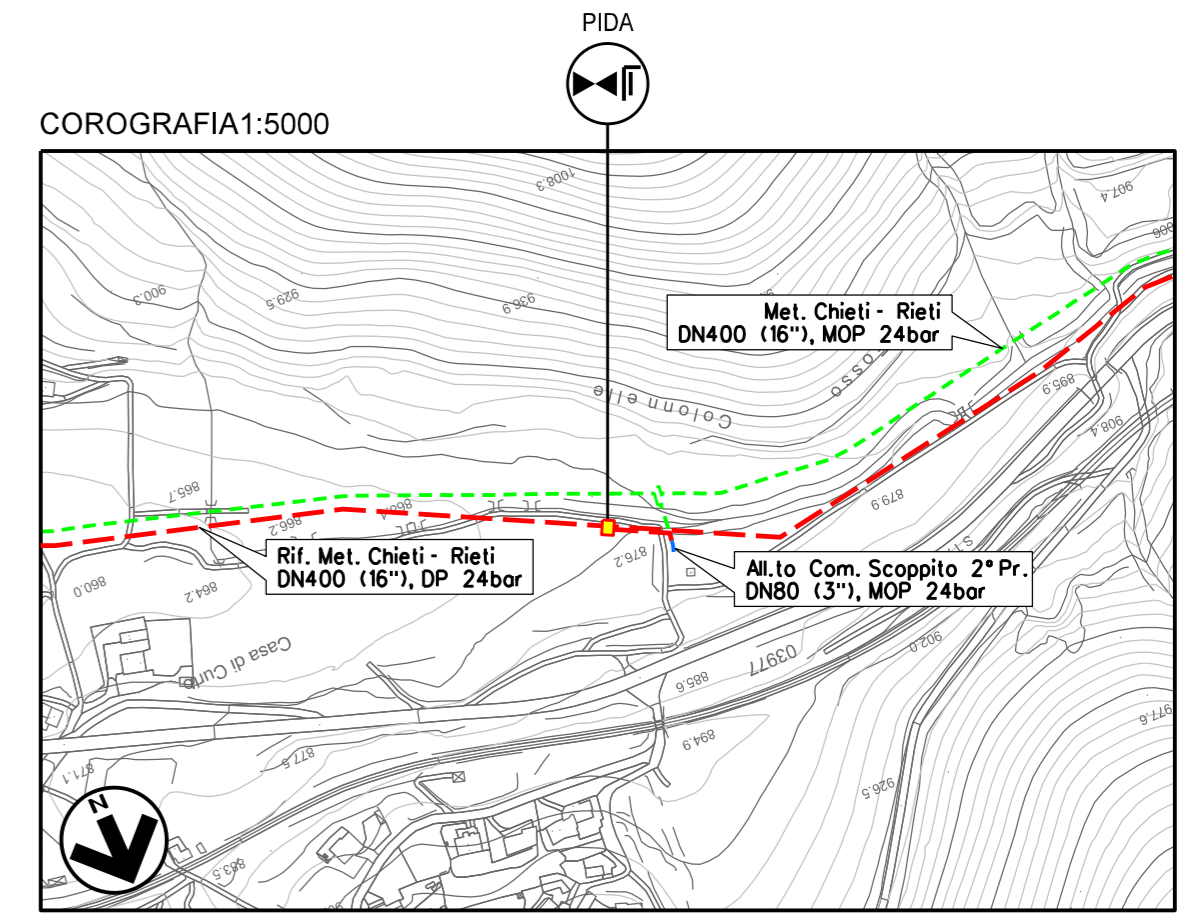 PIDA
COROGRAFIA1:5000
1008.3
907.4
900.3
929.5
936.9
Met. Chieti - Rieti
DN400 (16"), MOP 24bar
osso
Colonnelle
895.9
908.4
865.7
866.2
879.9
876.2
Rif. Met. Chieti - Rieti
DN400 (16"), DP 24bar
All.to Com. Scoppito 2° Pr.
DN80 (3"), MOP 24bar
860.0
864.2
Casa di Curto
03977
885.6
902.0
894.9
977.6
877.5
871.1
926.5
N
883.5